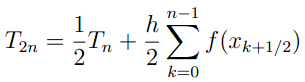 T_{2n} = \frac{1}{2} T_n + \frac{h}{2} \sum_{k=0}^{n-1} f(x_{k+1/2})